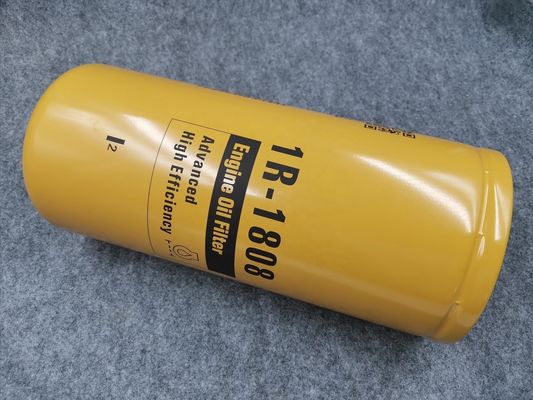 1R-1808
Engine Oil Filter
Advanced
High Efficiency
I2